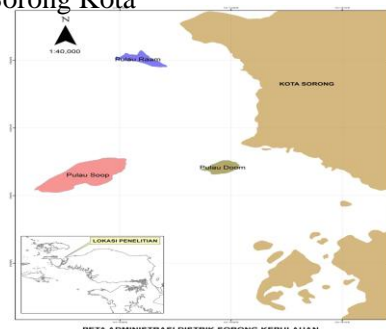 Sorong Kota
Z
1:40,000
Pulau Raam
KOTA SORONG
Pulau Soop
Pulau Doom
LOKASI PENELITIAN
PETA ADMINISTRASI DISTRIK SORONG KEPULAUAN